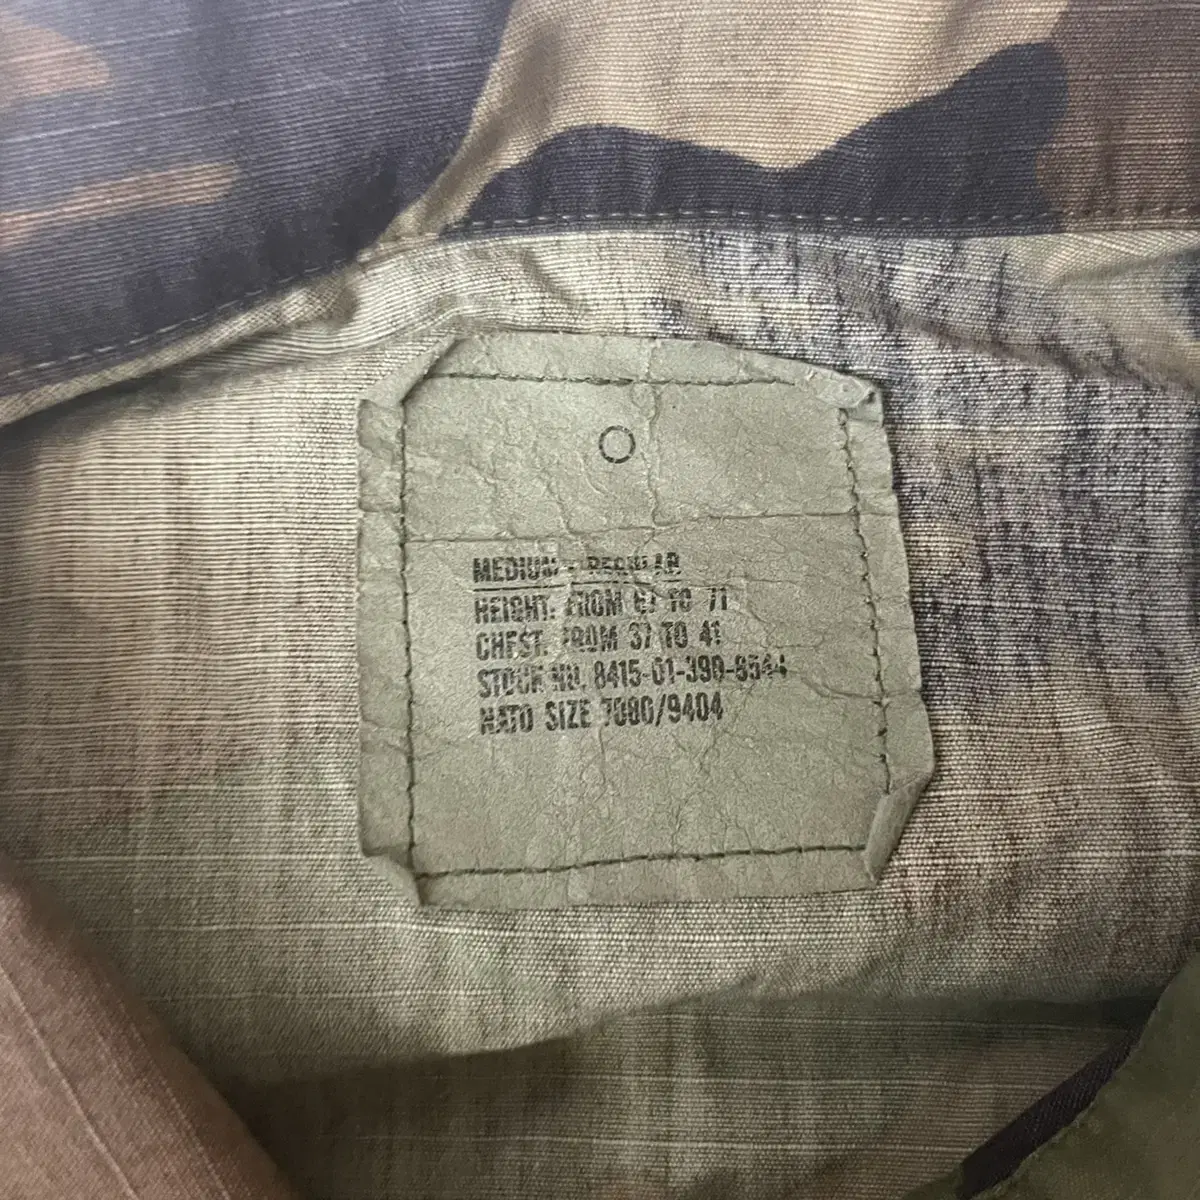 MEDIUM - REGULAR
HEIGHT. FROM 67 TO 71
CHEST. FROM 37 TO 41
STOCK NO. 8415-01-390-8544
NATO SIZE 7080/9404